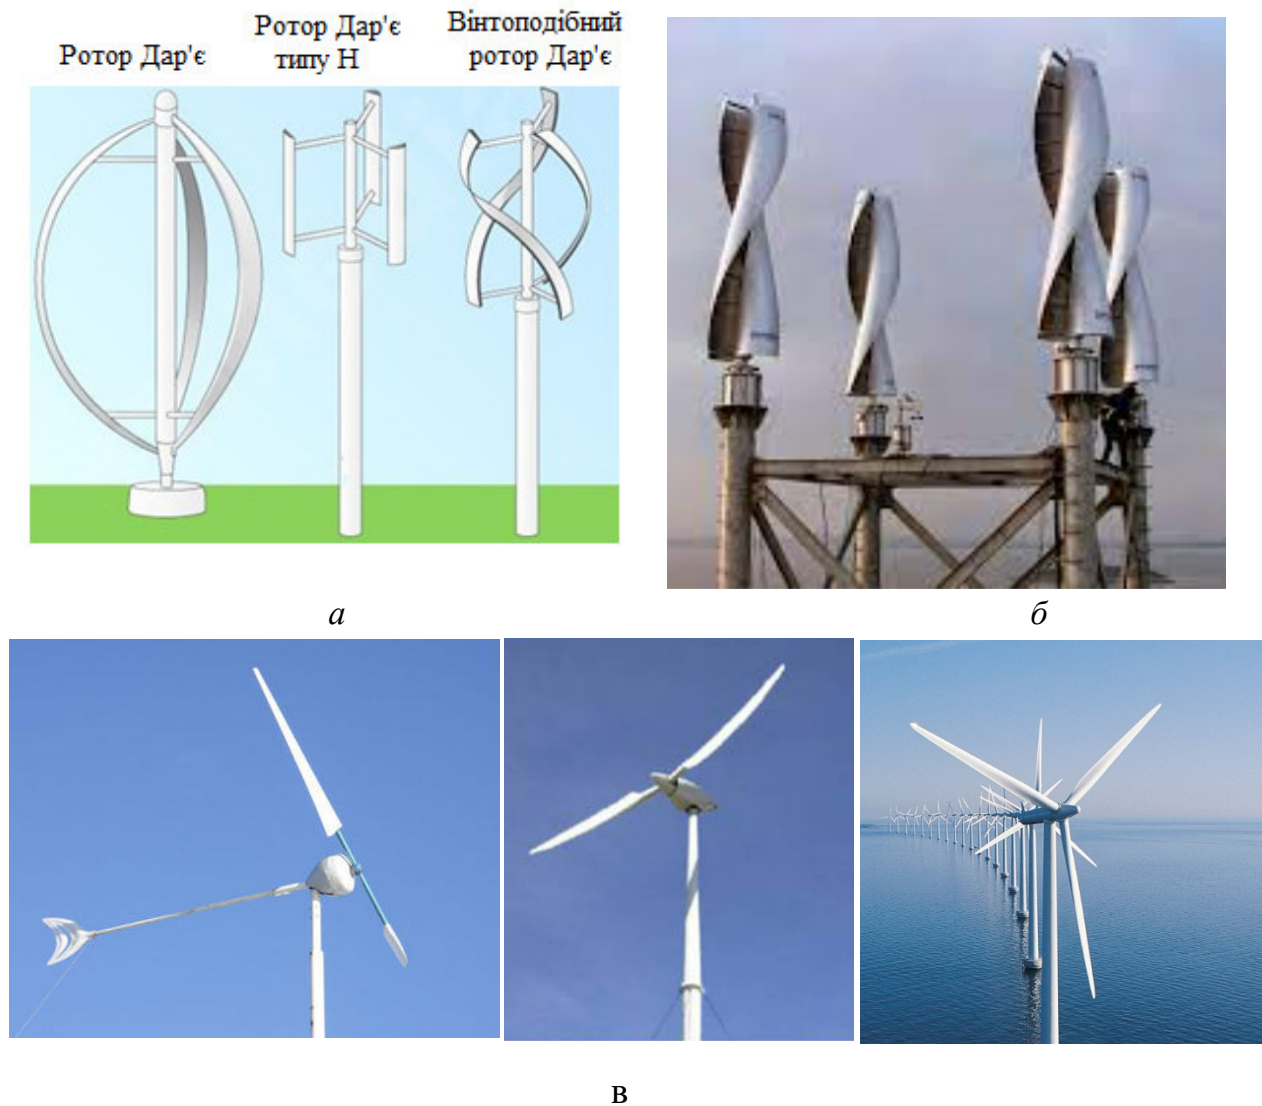 Ротор Дар'є
Ротор Дар'є
типу Н
Вінтоподібний
ротор Дар'є
а
б
в